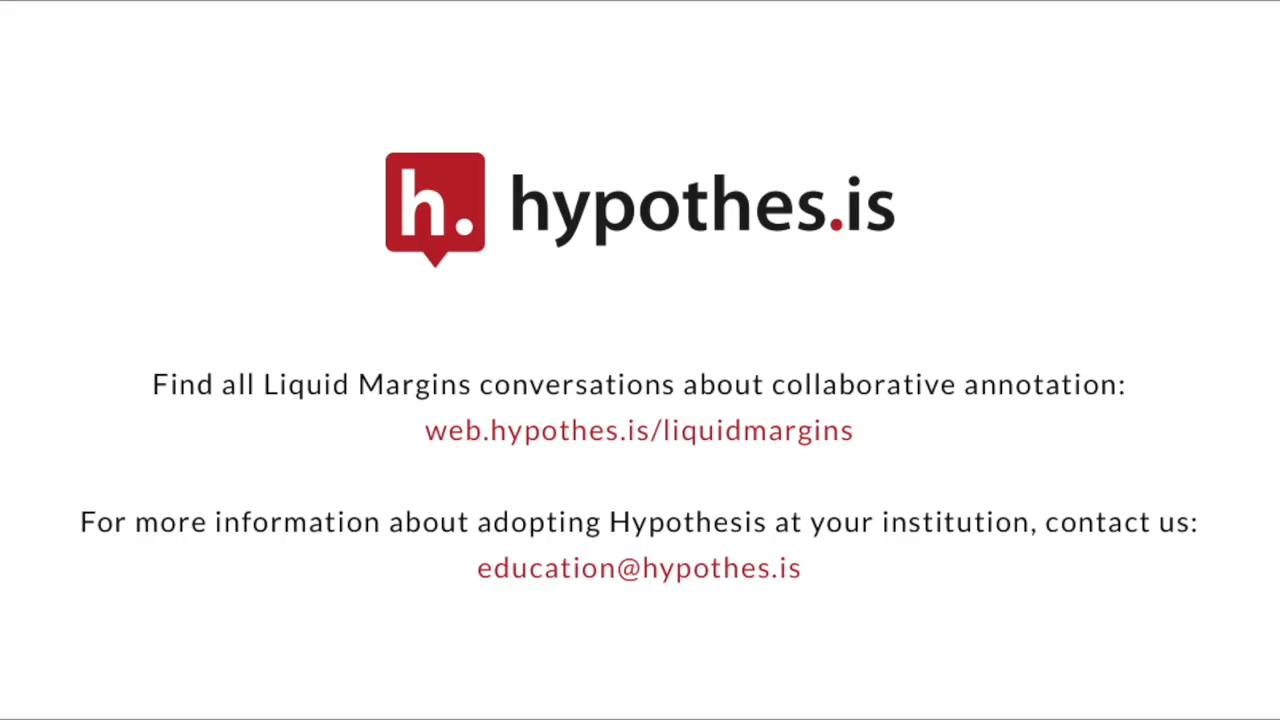 h. hypothes.is
Find all Liquid Margins conversations about collaborative annotation:
web.hypothes.is/liquidmargins
For more information about adopting Hypothesis at your institution, contact us:
education@hypothes.is